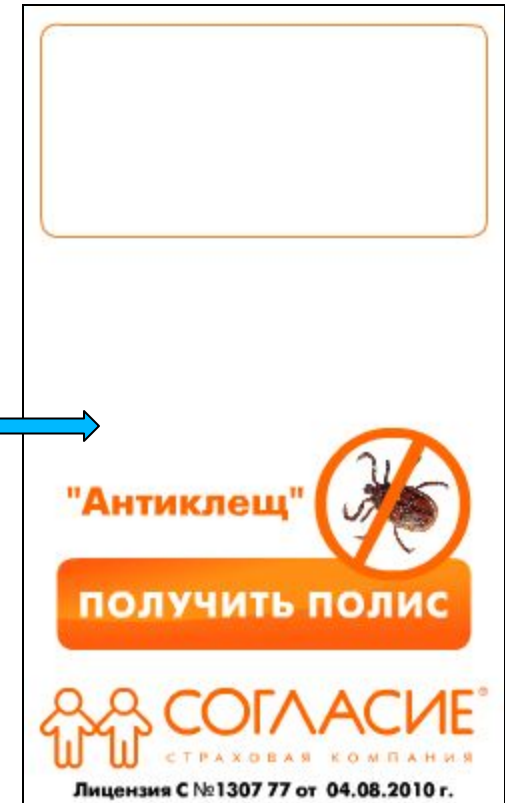 "Антиклещ"
ПОЛУЧИТЬ ПОЛИС
СОГЛАСИЕ®
СТРАХОВАЯ КОМПАНИЯ
Лицензия С №1307 77 от 04.08.2010 г.